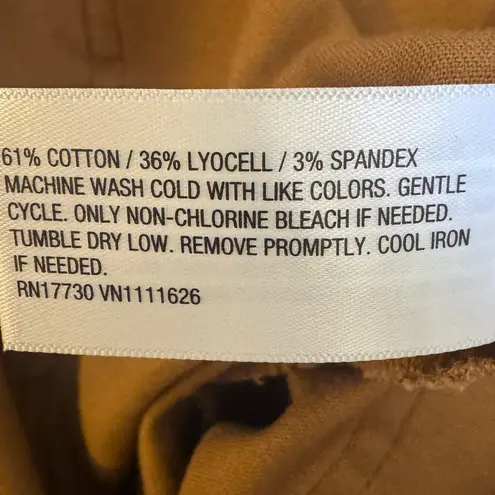 61% COTTON / 36% LYOCELL / 3% SPANDEX
MACHINE WASH COLD WITH LIKE COLORS. GENTLE
CYCLE. ONLY NON-CHLORINE BLEACH IF NEEDED.
TUMBLE DRY LOW. REMOVE PROMPTLY. COOL IRON
IF NEEDED.
RN17730 VN1111626